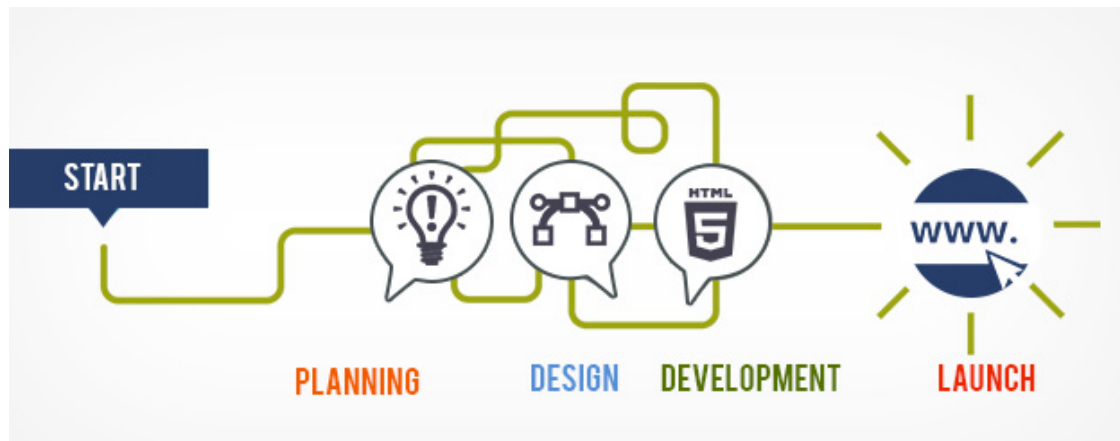 START
HTML
5
www.
PLANNING
DESIGN
DEVELOPMENT
LAUNCH